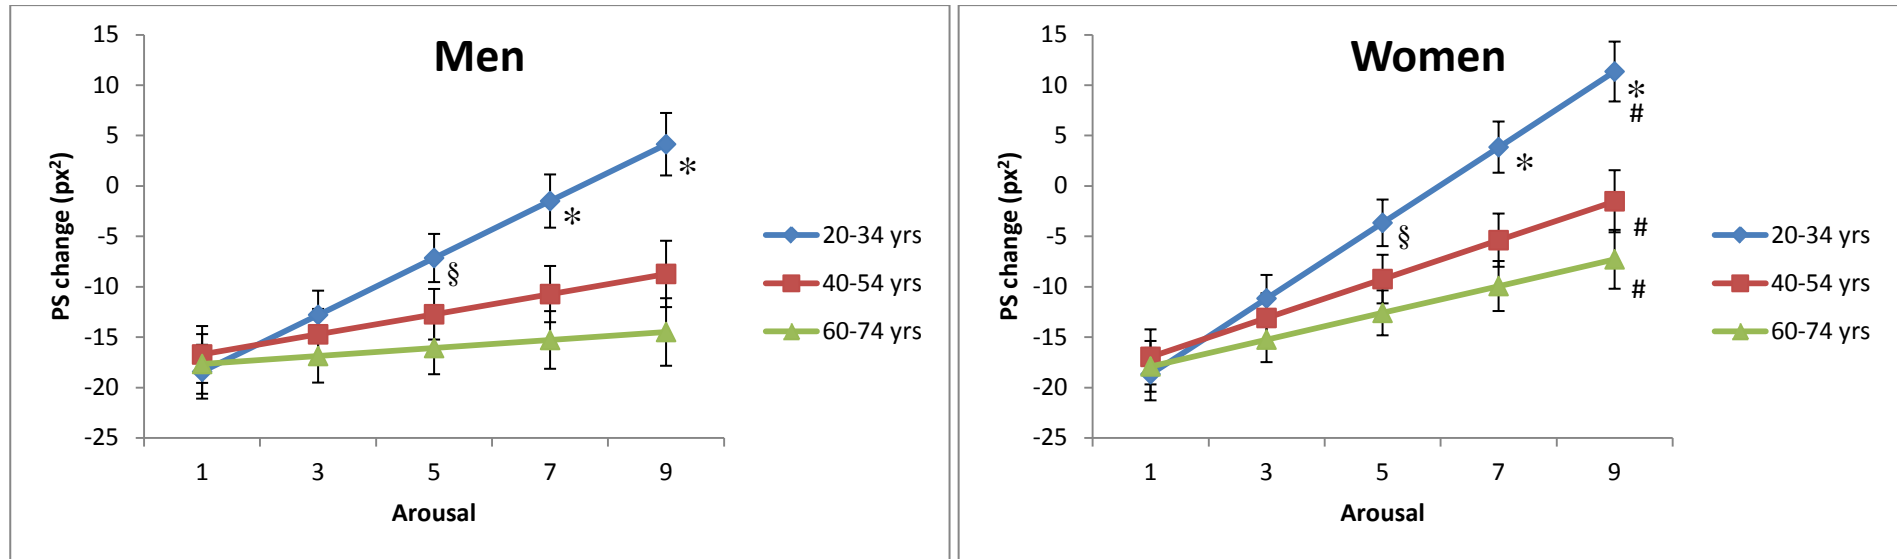 Men
15
10
5
0
-5
-10
-15
-20
-25
PS change (px²)
1 3 5 7 9
Arousal
§
*
*
20-34 yrs
40-54 yrs
60-74 yrs
Women
15
10
5
0
-5
-10
-15
-20
-25
PS change (px²)
1 3 5 7 9
Arousal
§
*
*
#
#
#
20-34 yrs
40-54 yrs
60-74 yrs